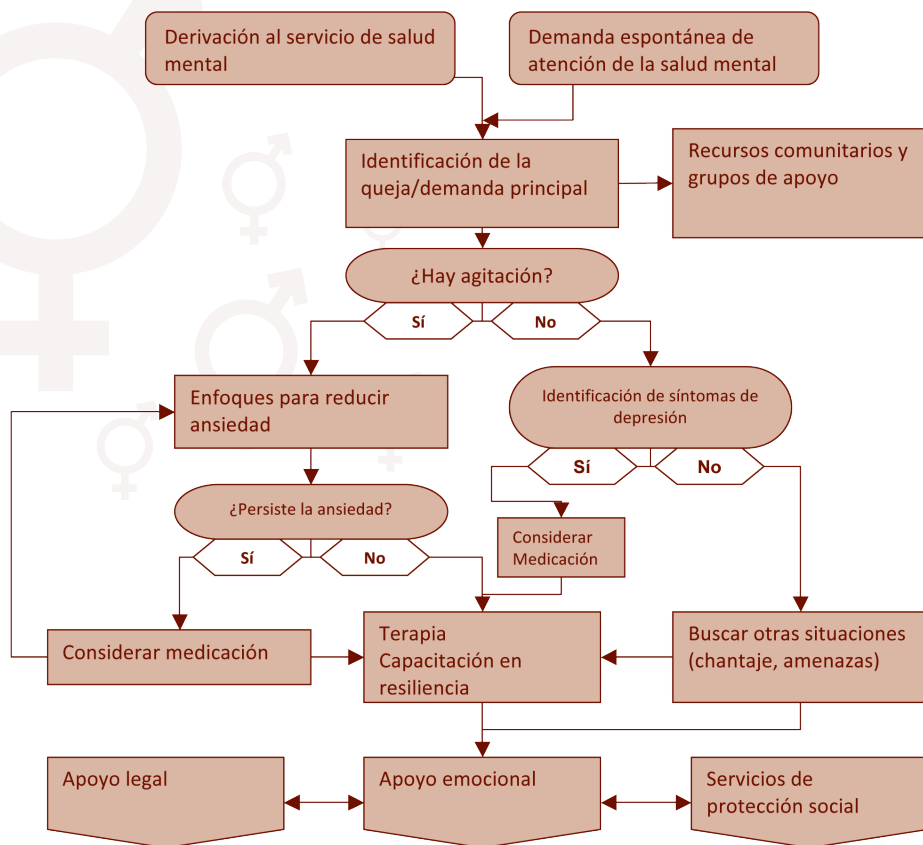 Derivación al servicio de salud
mental
Demanda espontánea de
atención de la salud mental
Identificación de la
queja/demanda principal
Recursos comunitarios y
grupos de apoyo
¿Hay agitación?
Sí
No
Enfoques para reducir
ansiedad
Identificación de síntomas de
depresión
Sí
No
¿Persiste la ansiedad?
Considerar
Medicación
Sí
No
Considerar medicación
Terapia
Capacitación en
resiliencia
Buscar otras situaciones
(chantaje, amenazas)
Apoyo legal
Apoyo emocional
Servicios de
protección social